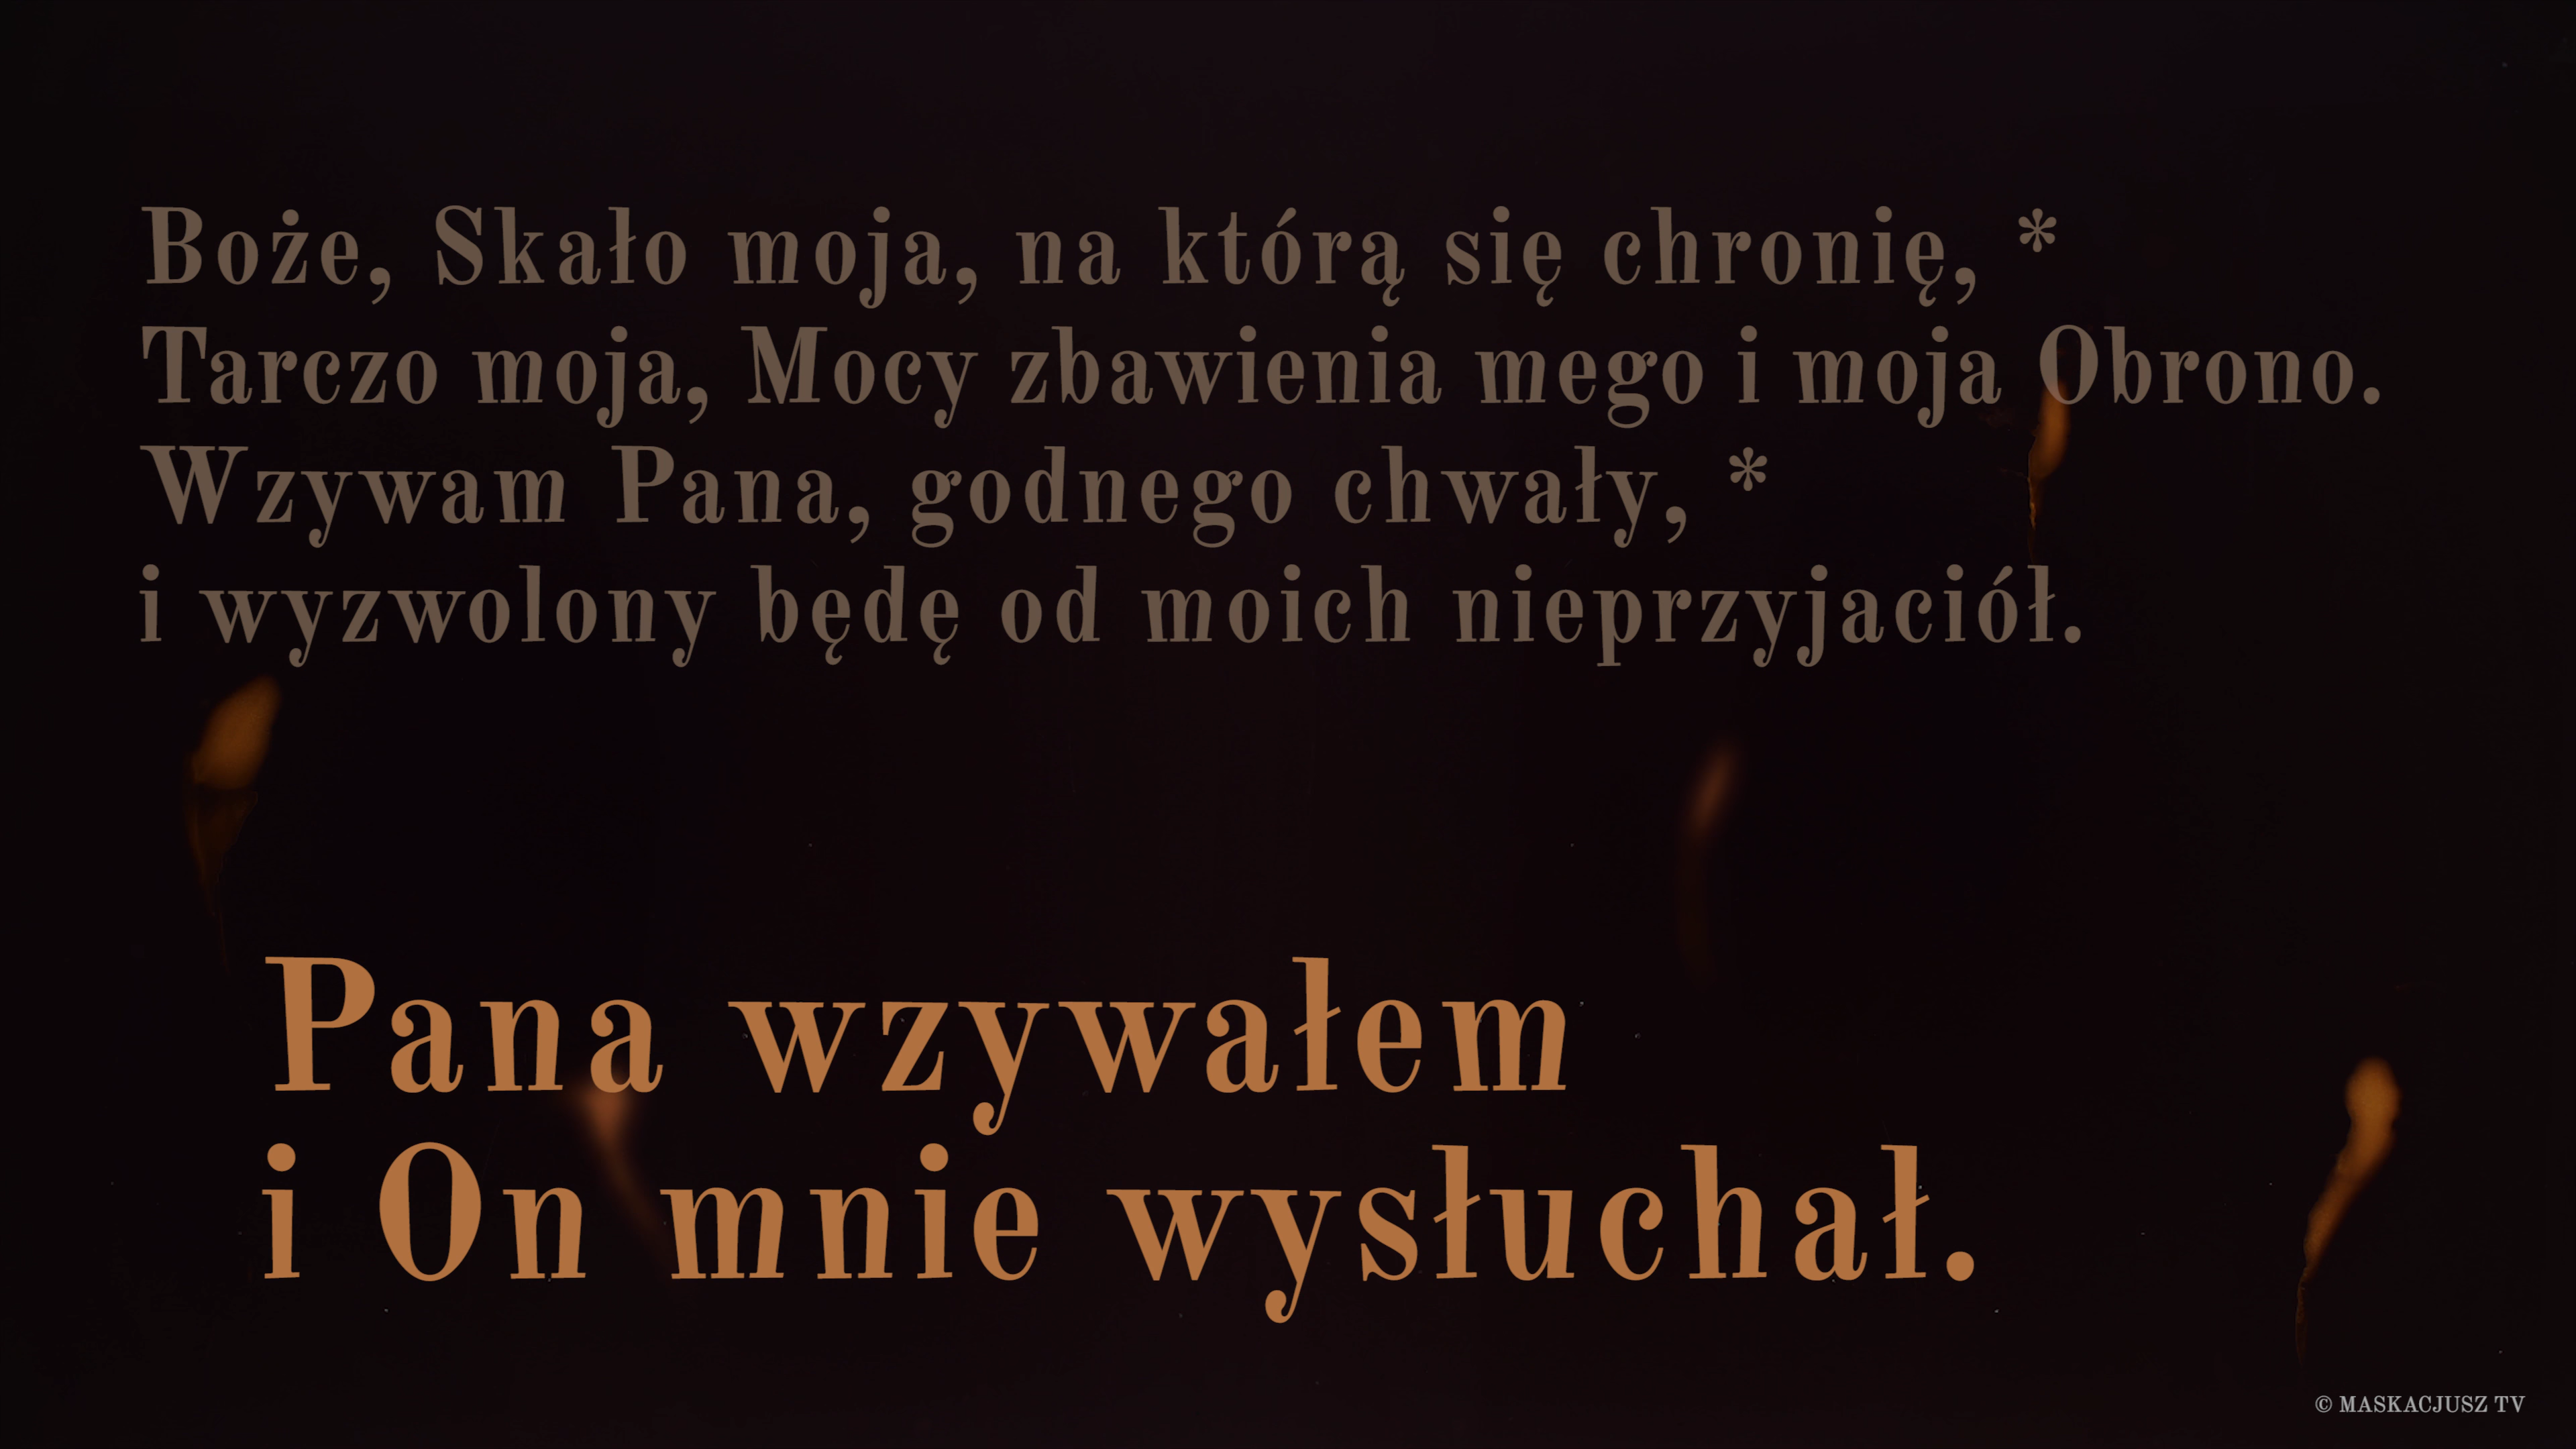 Boże, Skało moja, na którą się chronię, *
Tarczo moja, Mocy zbawienia mego i moja Obrono.
Wzywam Pana, godnego chwały, *
i wyzwolony będę od moich nieprzyjaciół.
Pana wzywałem
i On mnie wysłuchał.
© MASKACJUSZ TV